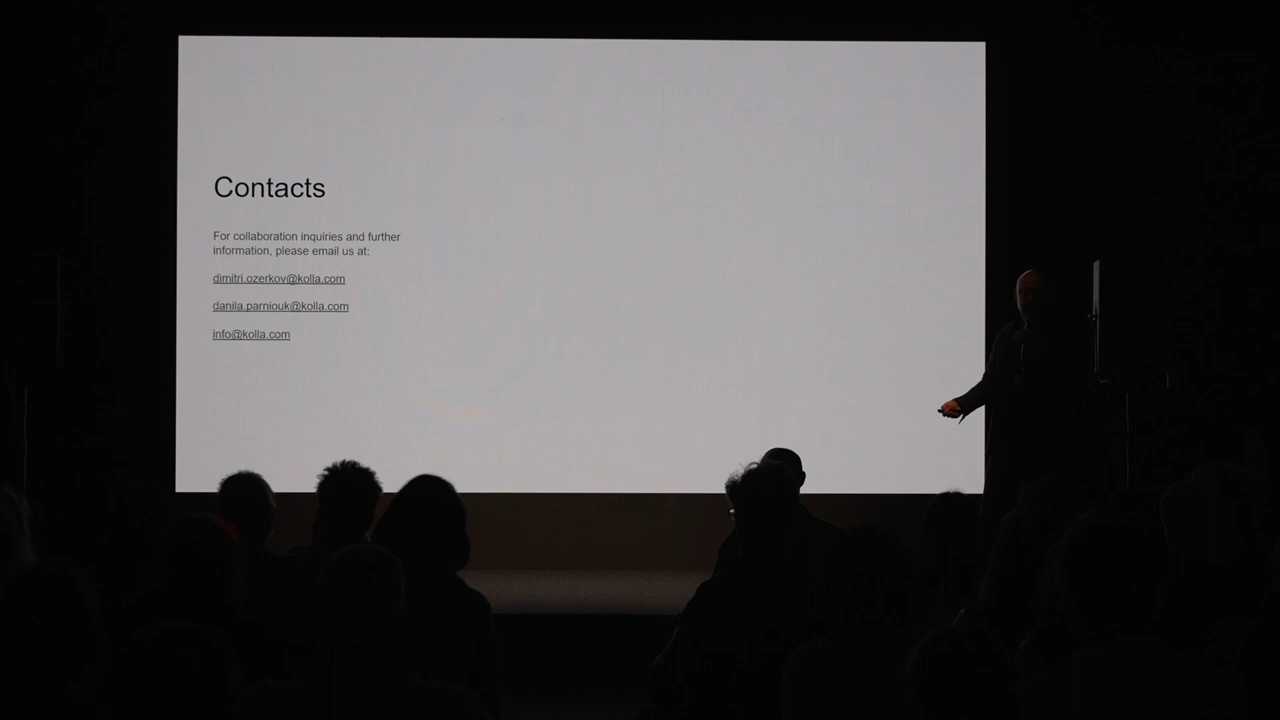 Contacts
For collaboration inquiries and further
information, please email us at:
dimitri.ozerkov@kolla.com
danila.parniouk@kolla.com
info@kolla.com